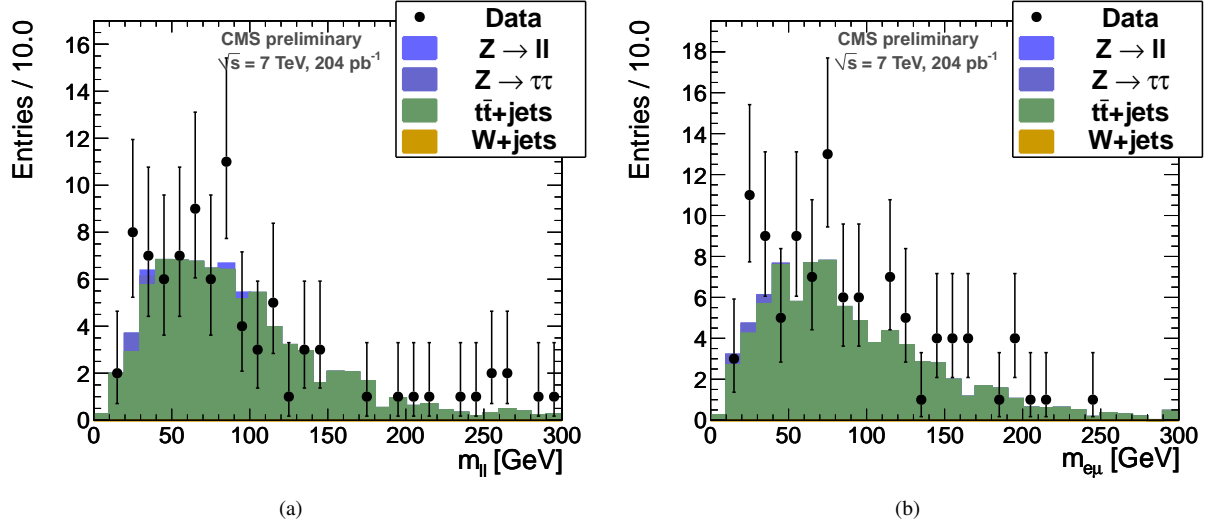 Data
Z → ll
Z → ττ
tt̄+jets
W+jets
CMS preliminary
√s = 7 TeV, 204 pb⁻¹
Entries / 10.0
16
14
12
10
8
6
4
2
0
0 50 100 150 200 250 300
m_ll [GeV]
(a)
Data
Z → ll
Z → ττ
tt̄+jets
W+jets
CMS preliminary
√s = 7 TeV, 204 pb⁻¹
Entries / 10.0
18
16
14
12
10
8
6
4
2
0
0 50 100 150 200 250 300
m_eμ [GeV]
(b)